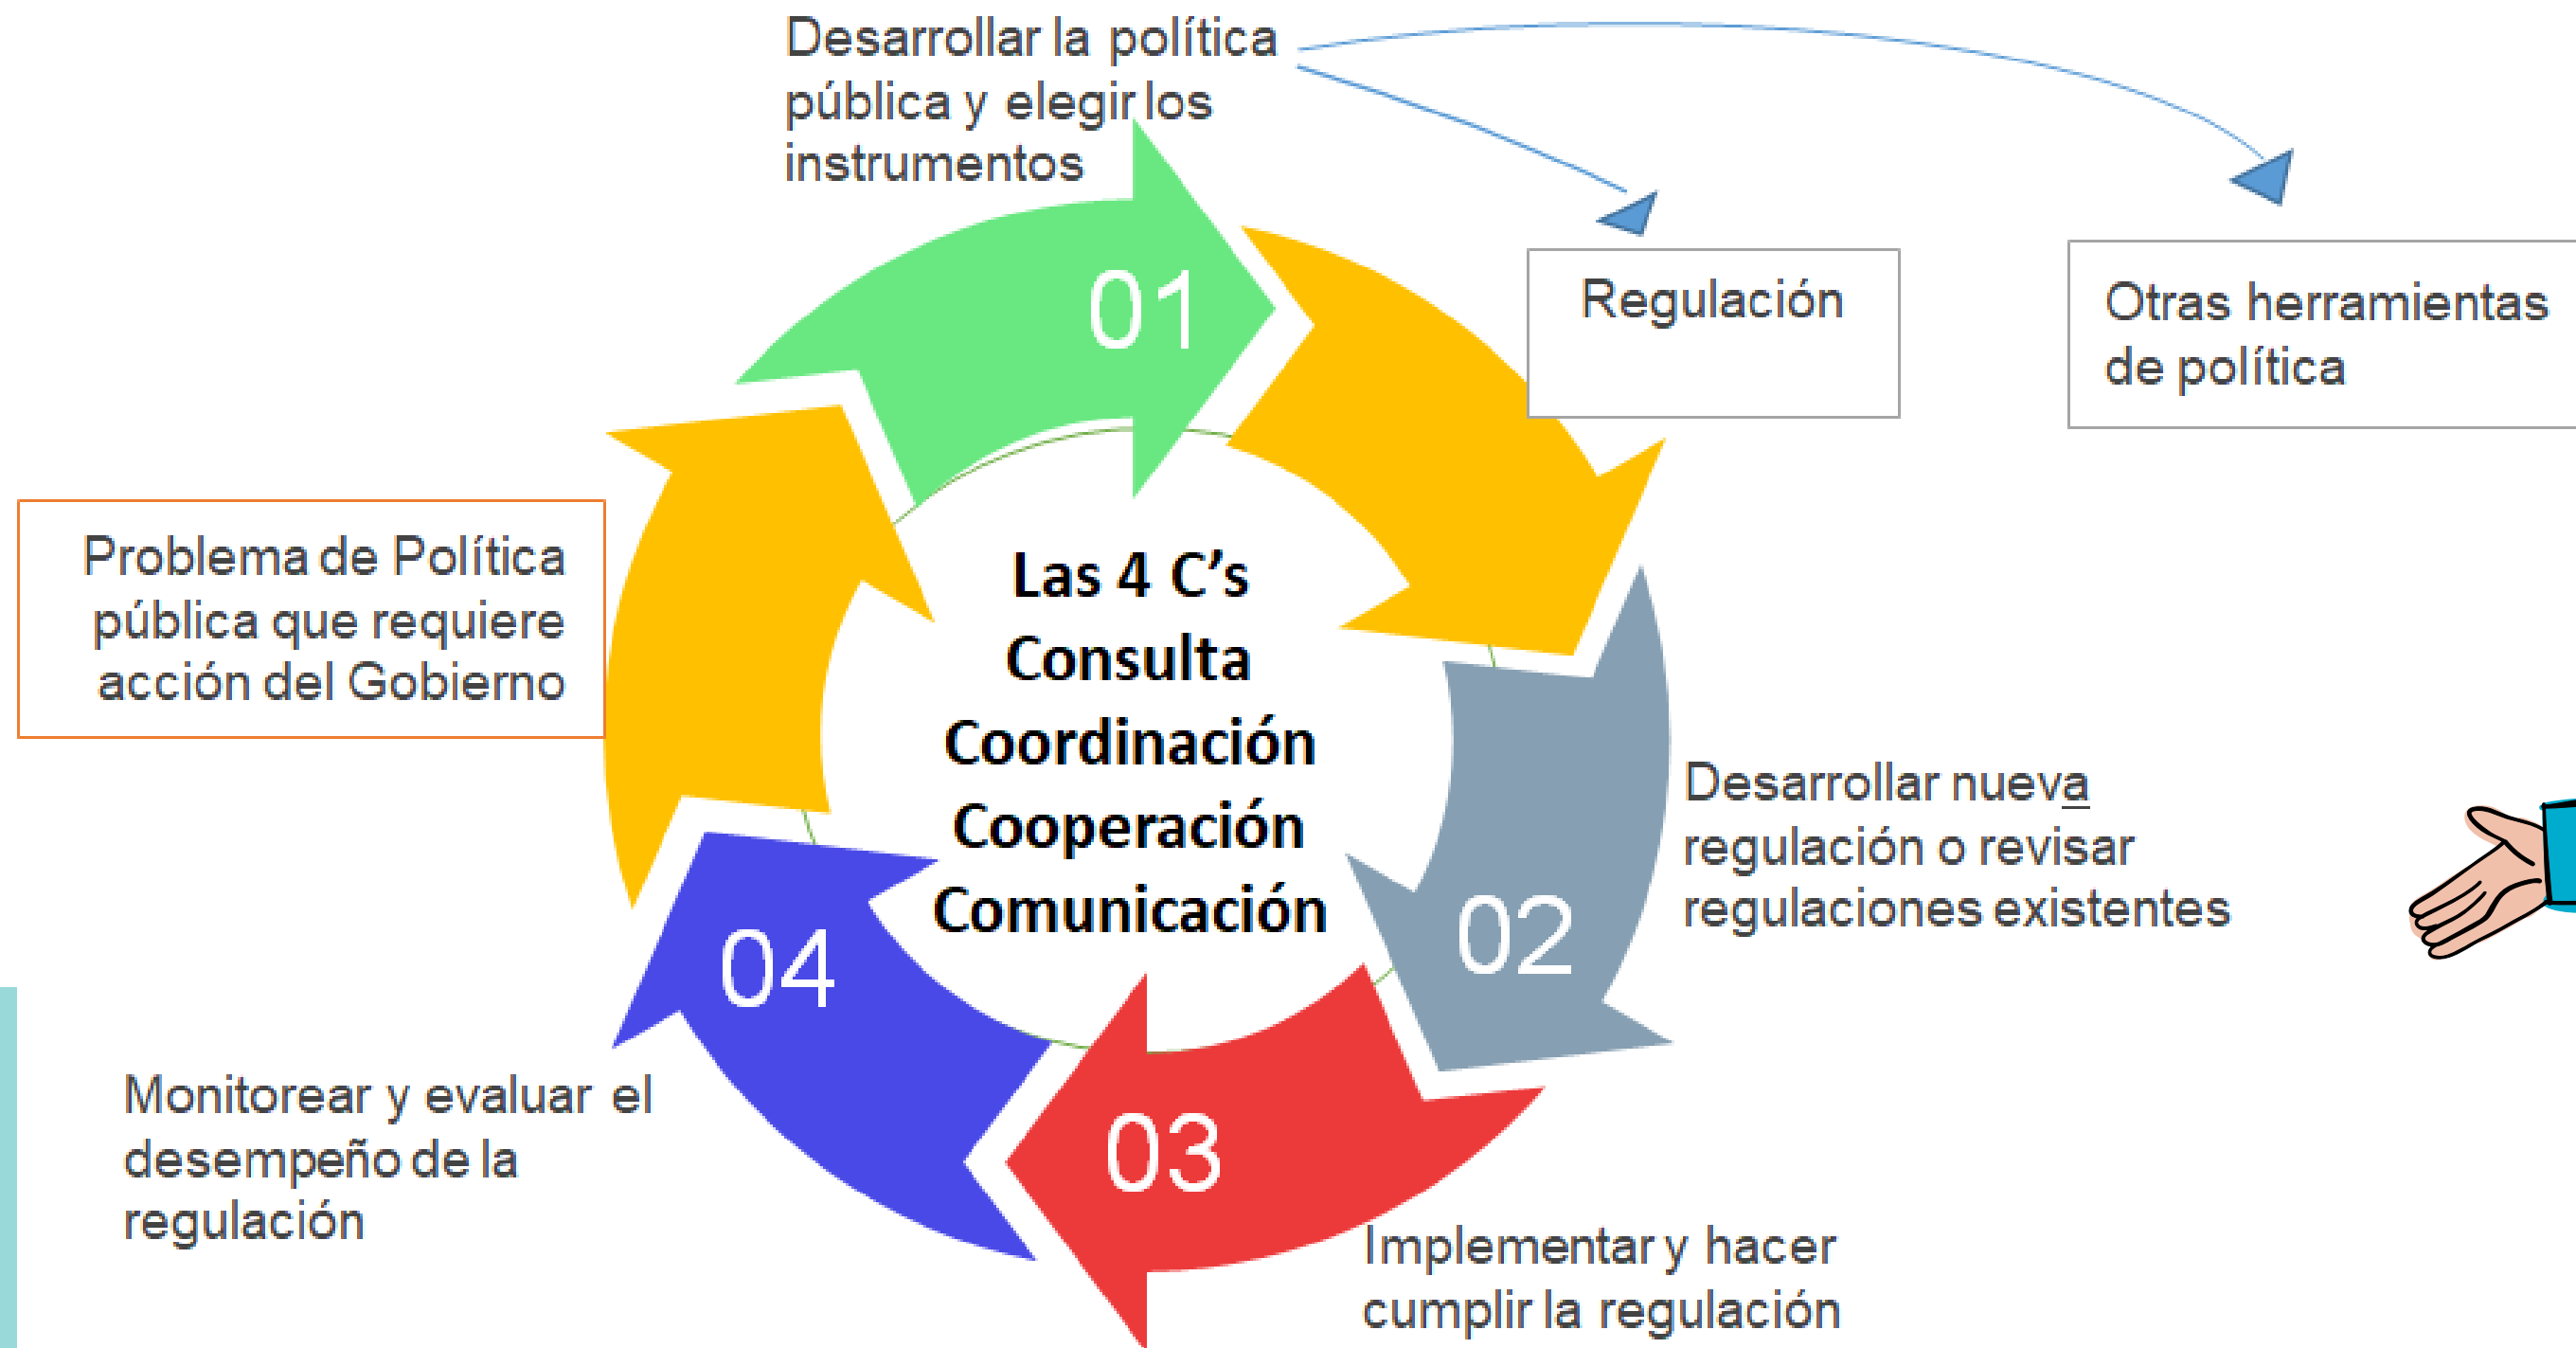 Desarrollar la política
pública y elegir los
instrumentos
01
Regulación
Otras herramientas
de política
Problema de Política
pública que requiere
acción del Gobierno
Las 4 C’s
Consulta
Coordinación
Cooperación
Comunicación
Desarrollar nueva
regulación o revisar
regulaciones existentes
02
03
Implementar y hacer
cumplir la regulación
04
Monitorear y evaluar el
desempeño de la
regulación